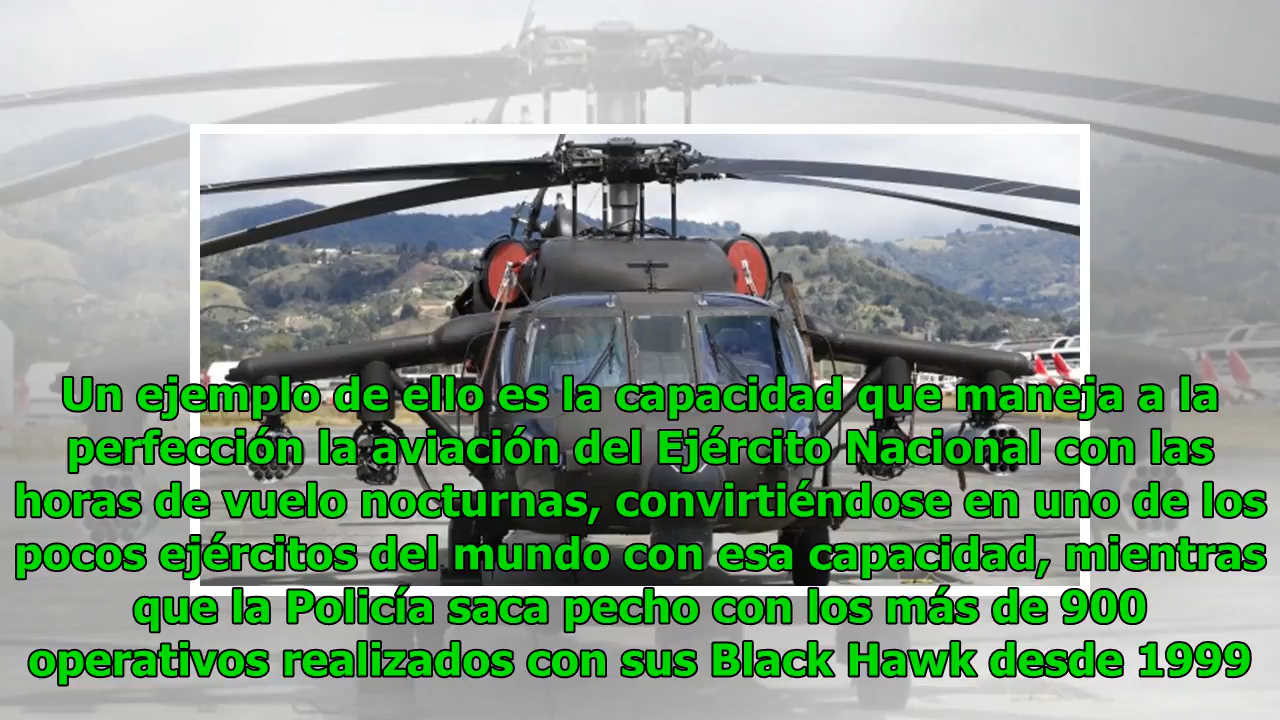 Un ejemplo de ello es la capacidad que maneja a la
perfección la aviación del Ejército Nacional con las
horas de vuelo nocturnas, convirtiéndose en uno de los
pocos ejércitos del mundo con esa capacidad, mientras
que la Policía saca pecho con los más de 900
operativos realizados con sus Black Hawk desde 1999